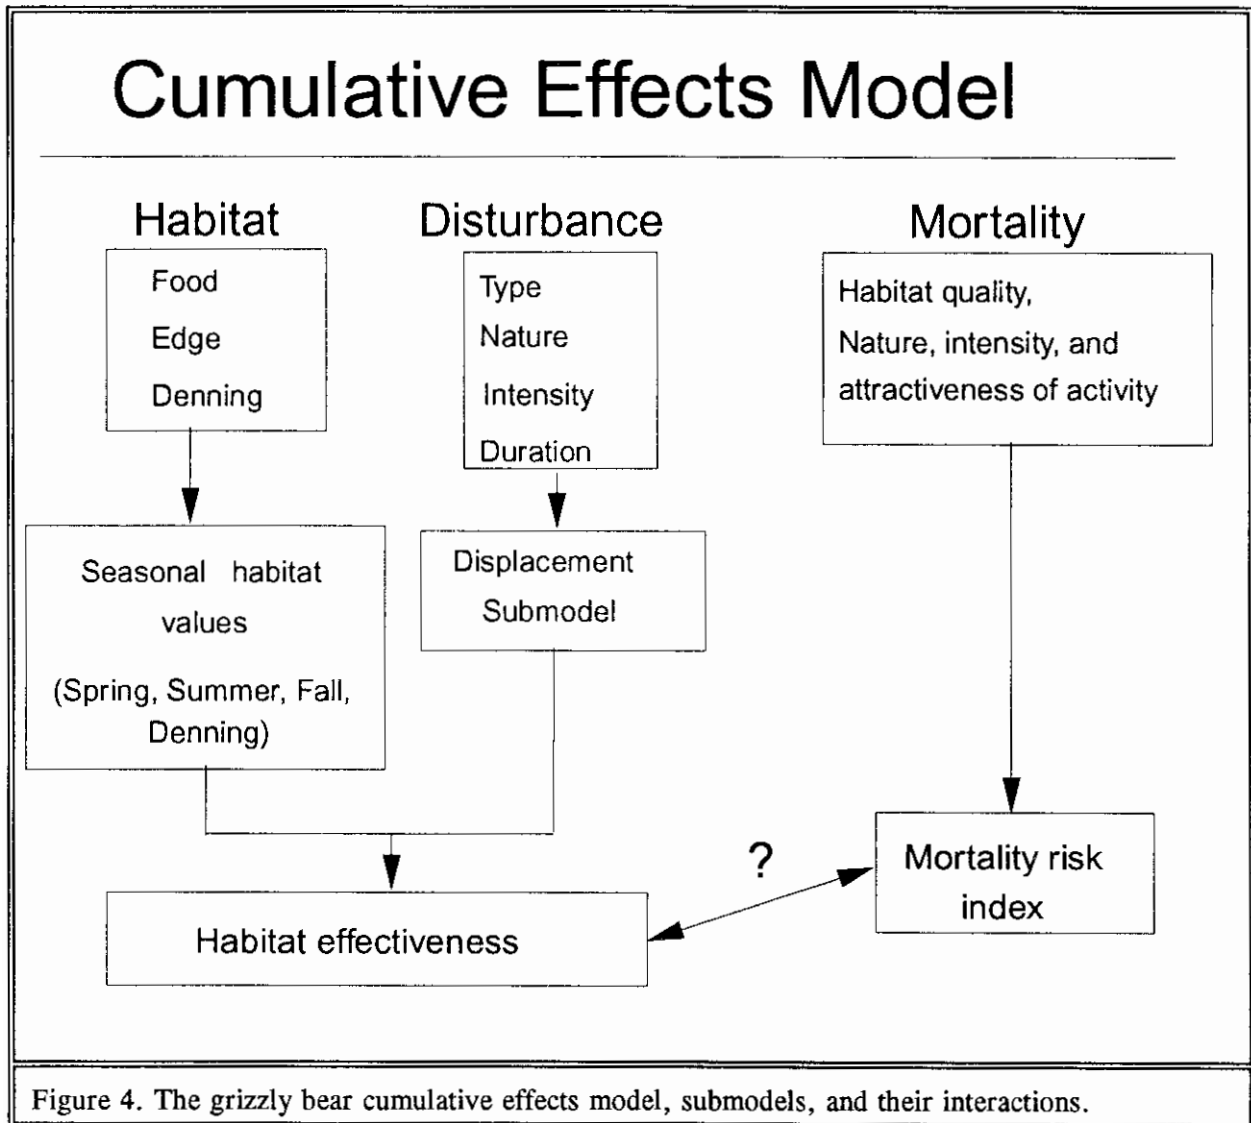 Cumulative Effects Model
Habitat
Food
Edge
Denning
Seasonal habitat
values
(Spring, Summer, Fall,
Denning)
Disturbance
Type
Nature
Intensity
Duration
Displacement
Submodel
Mortality
Habitat quality,
Nature, intensity, and
attractiveness of activity
Mortality risk
index
?
Habitat effectiveness
Figure 4. The grizzly bear cumulative effects model, submodels, and their interactions.